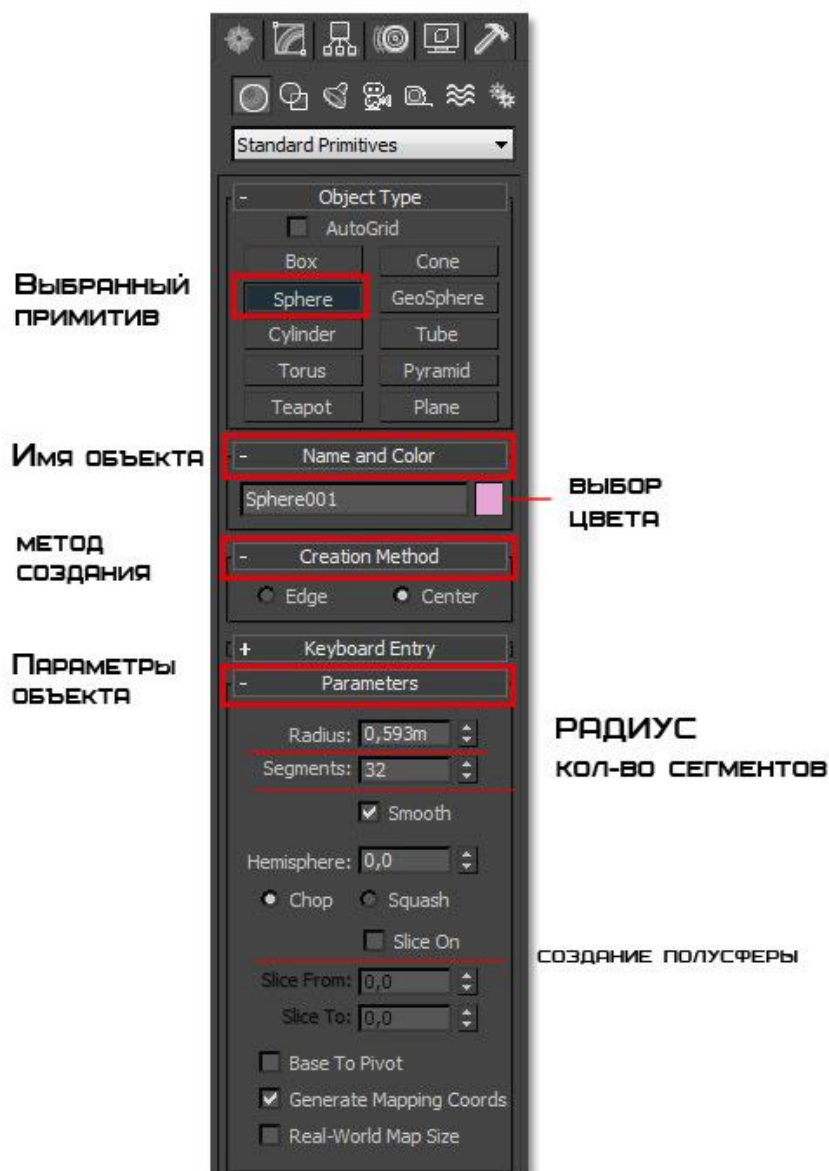 Standard Primitives
- Object Type
AutoGrid
Box Cone
Выбранный
примитив
Sphere GeoSphere
Cylinder Tube
Torus Pyramid
Teapot Plane
Имя объекта
- Name and Color
Sphere001
выбор
цвета
метод
создания
- Creation Method
Edge Center
+ Keyboard Entry
Параметры
объекта
- Parameters
Radius: 0,593m
РАДИУС
Segments: 32
кол-во сегментов
Smooth
Hemisphere: 0,0
Chop Squash
Slice On
создание полусферы
Slice From: 0,0
Slice To: 0,0
Base To Pivot
Generate Mapping Coords
Real-World Map Size